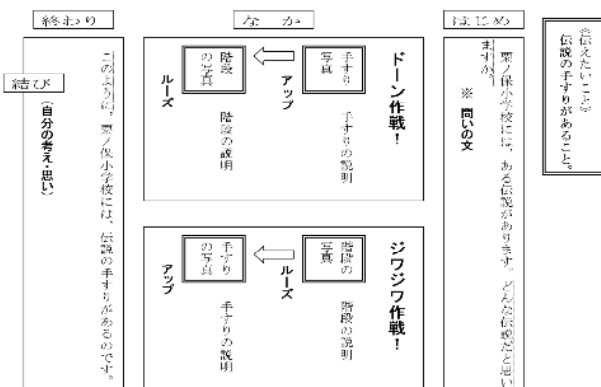 《伝えたいこと》
伝説の手すりがあること。
はじめ
栗ノ保小学校には、ある伝説があります。どんな伝説だと思い
ますか。
※ 問いの文
なか
ドーン作戦！
手すり
写真
手すりの説明
アップ
階段
の写真
階段の説明
ルーズ
ジワジワ作戦！
階段の
写真
階段の説明
ルーズ
手すり
の写真
手すりの説明
アップ
終わり
このように、栗ノ保小学校には、伝説の手すりがあるのです。
結び
（自分の考え・思い）